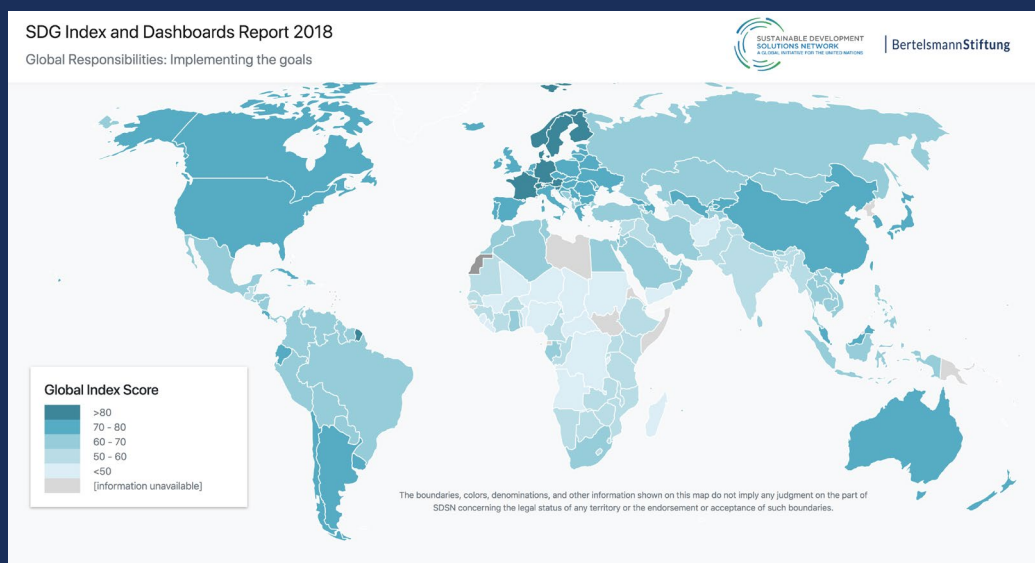 SDG Index and Dashboards Report 2018
Global Responsibilities: Implementing the goals
SUSTAINABLE DEVELOPMENT
SOLUTIONS NETWORK
A GLOBAL INITIATIVE FOR THE UNITED NATIONS
BertelsmannStiftung
Global Index Score
>80
70 - 80
60 - 70
50 - 60
<50
[information unavailable]
The boundaries, colors, denominations, and other information shown on this map do not imply any judgment on the part of
SDSN concerning the legal status of any territory or the endorsement or acceptance of such boundaries.